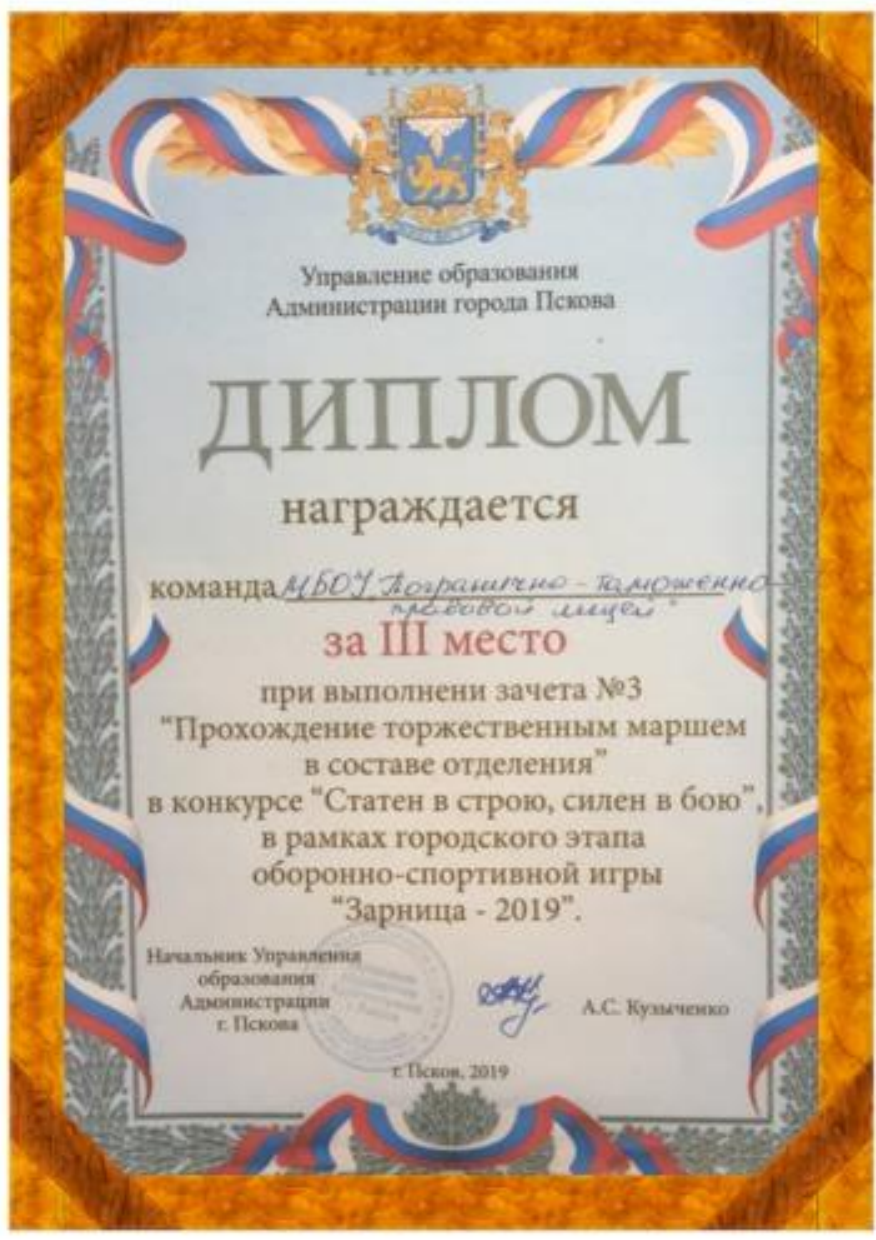 Управление образования
Администрации города Пскова
ДИПЛОМ
награждается
команда МБОУ "Погранично - таможенно-
правовой лицей"
за III место
при выполнени зачета №3
“Прохождение торжественным маршем
в составе отделения”
в конкурсе “Статен в строю, силен в бою”,
в рамках городского этапа
оборонно-спортивной игры
“Зарница - 2019”.
Начальник Управления
образования
Администрации
г. Пскова
А.С. Кузыченко
г. Псков, 2019